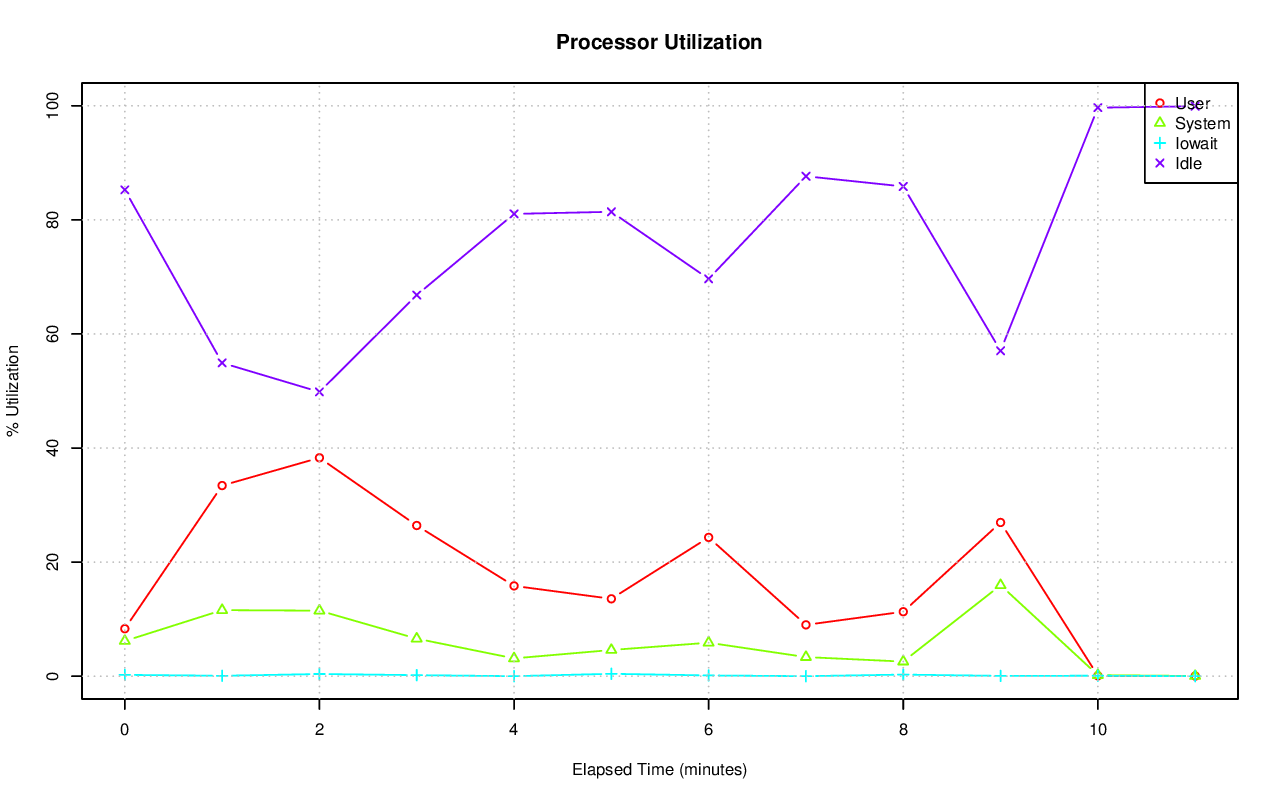 Processor Utilization
% Utilization
100
80
60
40
20
0
User
System
Iowait
Idle
0 2 4 6 8 10
Elapsed Time (minutes)